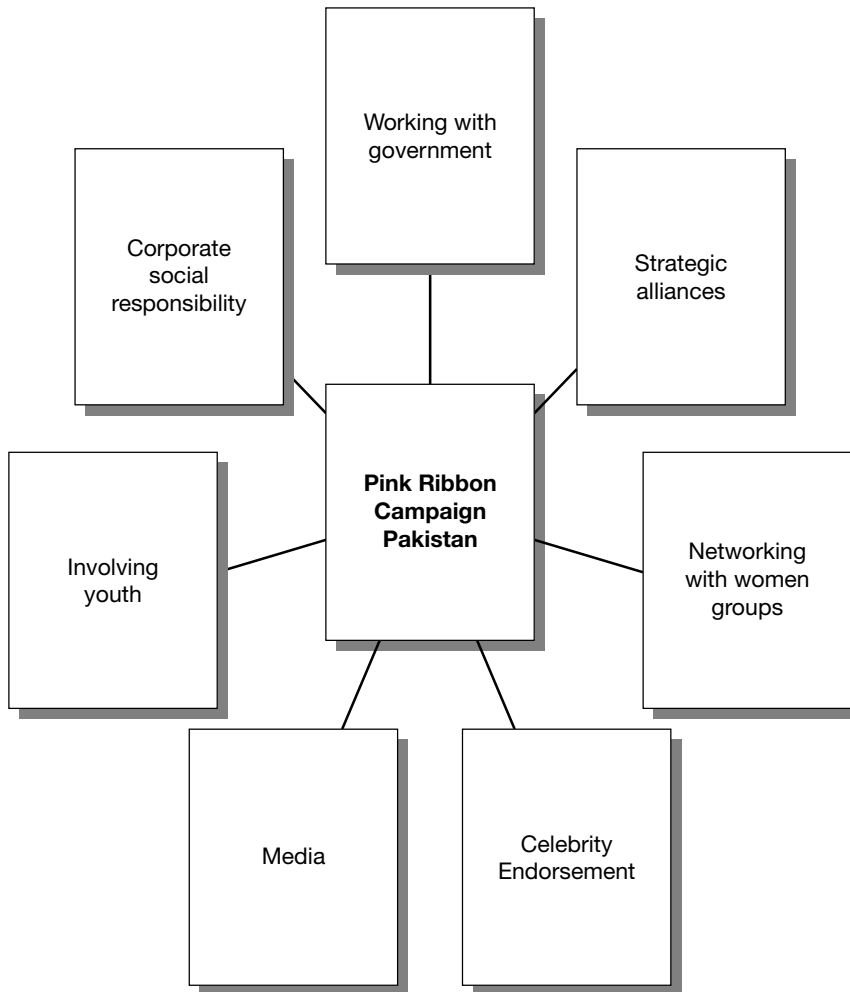 Working with
government
Corporate
social
responsibility
Strategic
alliances
Pink Ribbon
Campaign
Pakistan
Involving
youth
Networking
with women
groups
Media
Celebrity
Endorsement